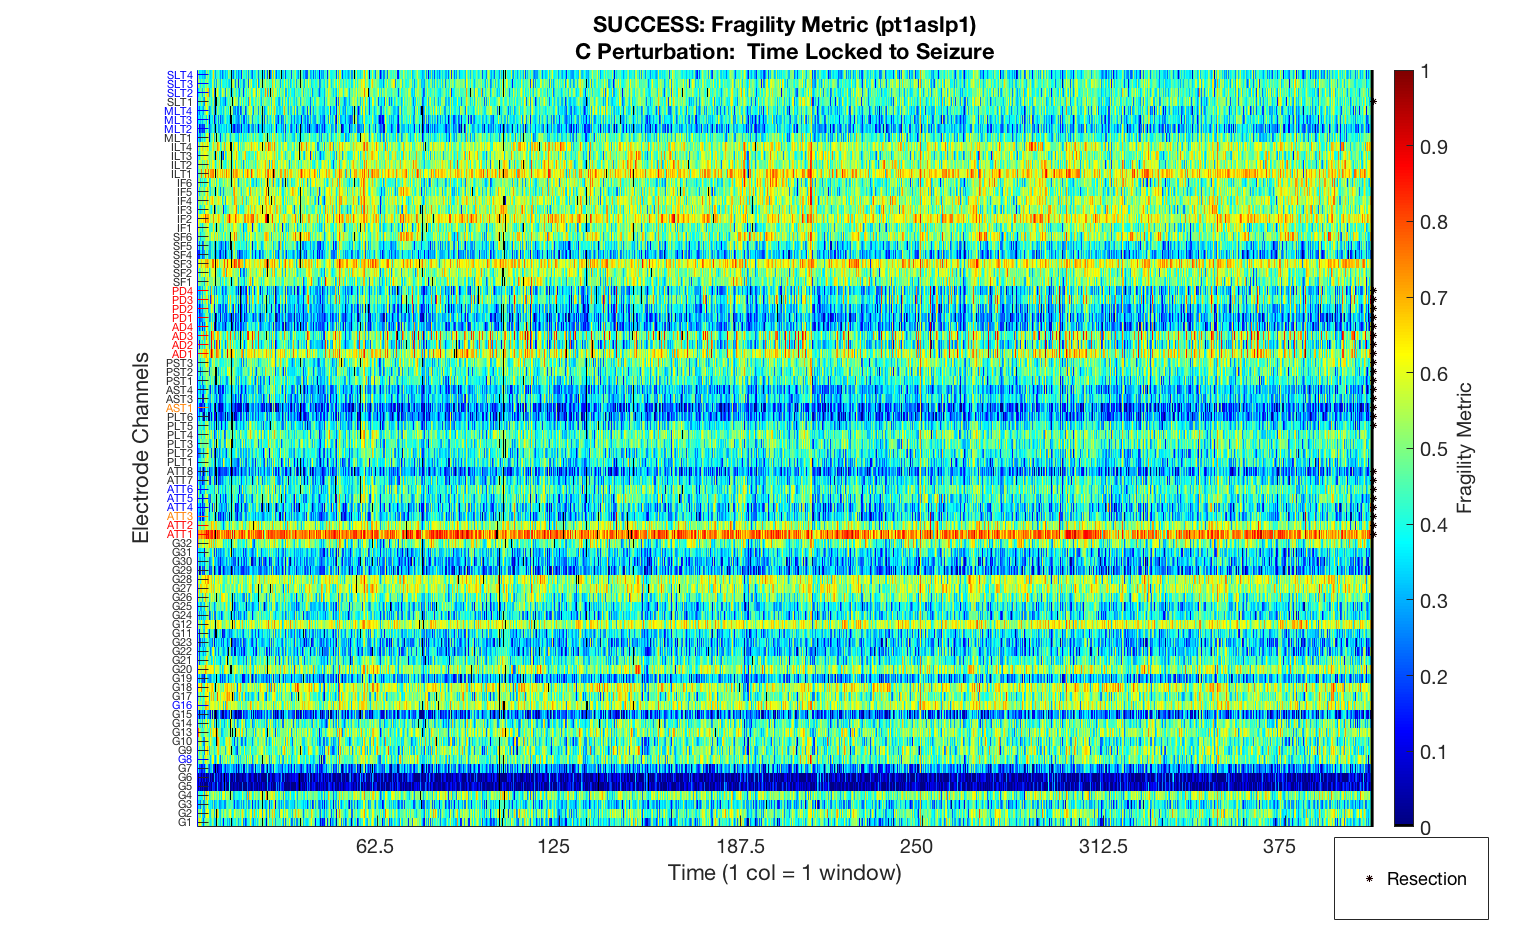 SUCCESS: Fragility Metric (pt1aslp1)
C Perturbation:  Time Locked to Seizure
Electrode Channels
SLT4
SLT3
SLT2
SLT1
MLT4
MLT3
MLT2
MLT1
ILT4
ILT3
ILT2
ILT1
IF6
IF5
IF4
IF3
IF2
IF1
SF6
SF5
SF4
SF3
SF2
SF1
PD4
PD3
PD2
PD1
AD4
AD3
AD2
AD1
PST3
PST2
PST1
AST4
AST3
AST1
PLT6
PLT5
PLT4
PLT3
PLT2
PLT1
ATT8
ATT7
ATT6
ATT5
ATT4
ATT3
ATT2
ATT1
G32
G31
G30
G29
G28
G27
G26
G25
G24
G12
G11
G23
G22
G21
G20
G19
G18
G17
G16
G15
G14
G13
G10
G9
G8
G7
G6
G5
G4
G3
G2
G1
62.5 125 187.5 250 312.5 375
Time (1 col = 1 window)
1
0.9
0.8
0.7
0.6
0.5
0.4
0.3
0.2
0.1
0
Fragility Metric
Resection